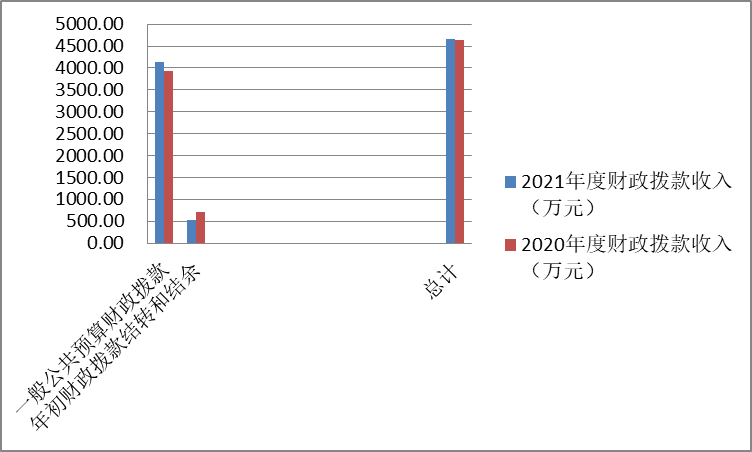 5000.00
4500.00
4000.00
3500.00
3000.00
2500.00
2000.00
1500.00
1000.00
500.00
0.00
一般公共预算财政拨款
年初财政拨款结转和结余
总计
2021年度财政拨款收入
（万元）
2020年度财政拨款收入
（万元）